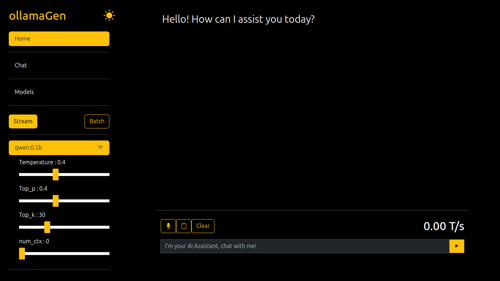 ollamaGen
Home
Chat
Models
Stream
Batch
qwen:0.5b
Temperature : 0.4
Top_p : 0.4
Top_k : 30
num_ctx : 0
Hello! How can I assist you today?
Clear
0.00 T/s
I'm your AI Assistant, chat with me!